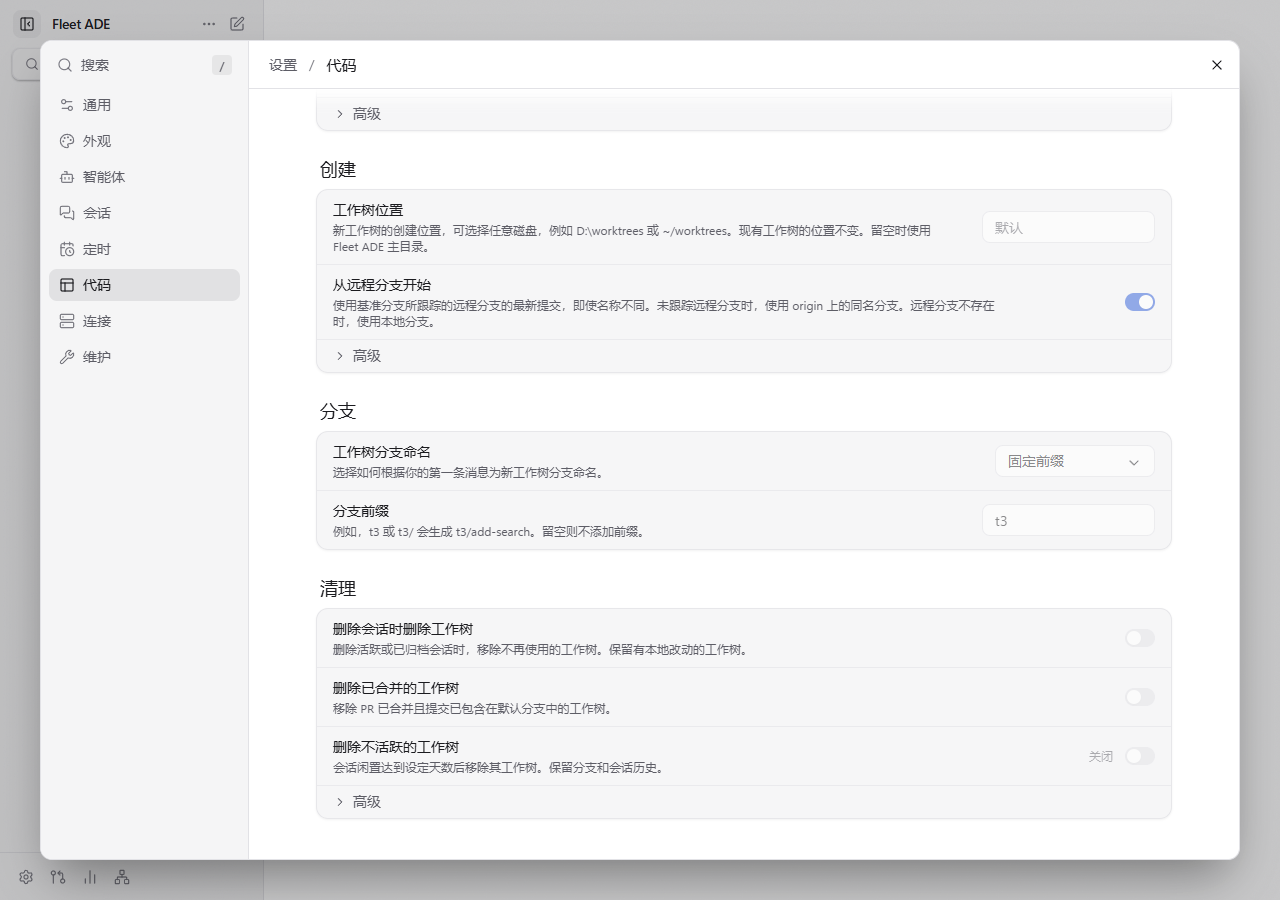 Fleet ADE
搜索
/
通用
外观
智能体
会话
定时
代码
连接
维护
设置 / 代码
高级
创建
工作树位置
新工作树的创建位置，可选择任意磁盘，例如 D:\worktrees 或 ~/worktrees。现有工作树的位置不变。留空时使用
Fleet ADE 主目录。
默认
从远程分支开始
使用基准分支所跟踪的远程分支的最新提交，即使名称不同。未跟踪远程分支时，使用 origin 上的同名分支。远程分支不存在
时，使用本地分支。
高级
分支
工作树分支命名
选择如何根据你的第一条消息为新工作树分支命名。
固定前缀
分支前缀
例如，t3 或 t3/ 会生成 t3/add-search。留空则不添加前缀。
t3
清理
删除会话时删除工作树
删除活跃或已归档会话时，移除不再使用的工作树。保留有本地改动的工作树。
删除已合并的工作树
移除 PR 已合并且提交已包含在默认分支中的工作树。
删除不活跃的工作树
会话闲置达到设定天数后移除其工作树。保留分支和会话历史。
关闭
高级